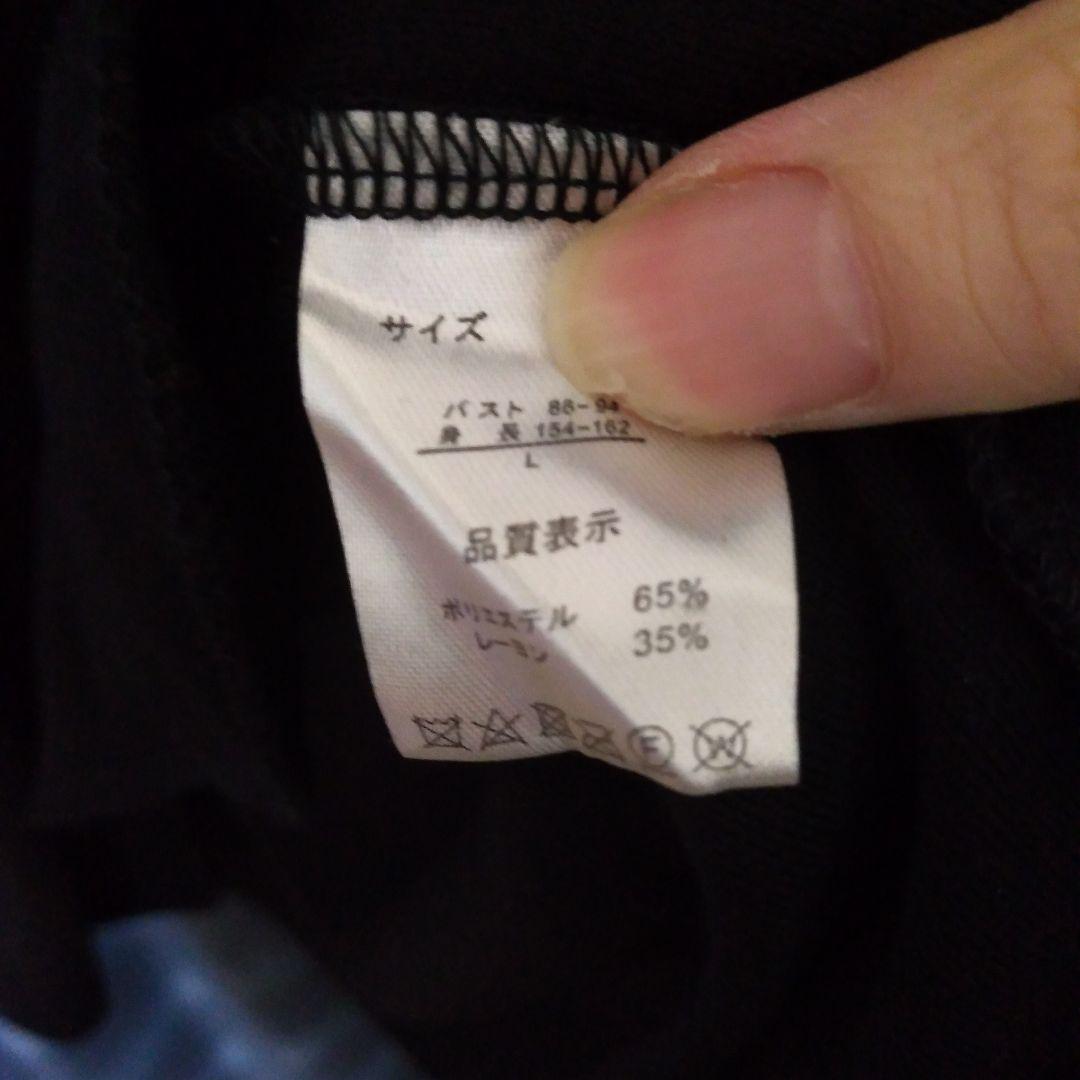 サイズ
バスト 86-94
身 長 154-162
L
品質表示
ポリエステル 65%
レーヨン 35%
E W